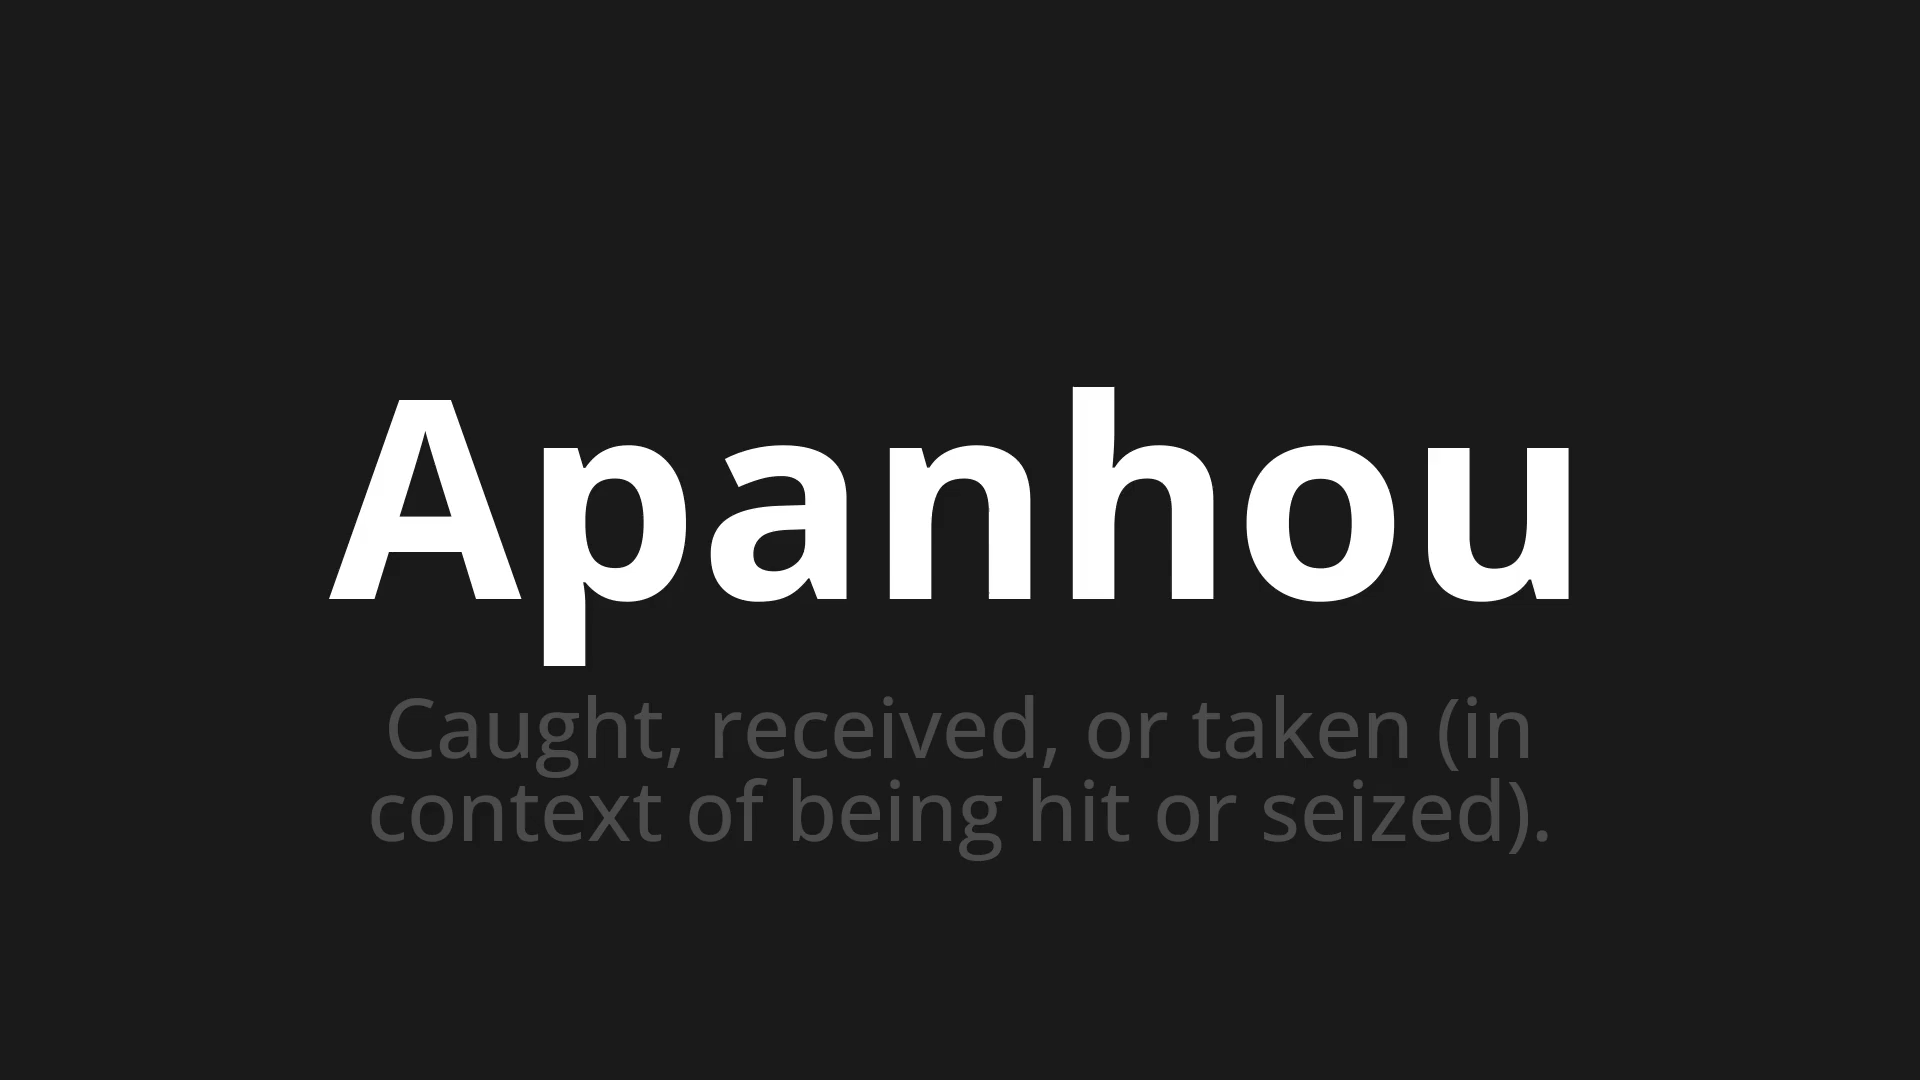 Apanhou
Caught, received, or taken (in
context of being hit or seized).